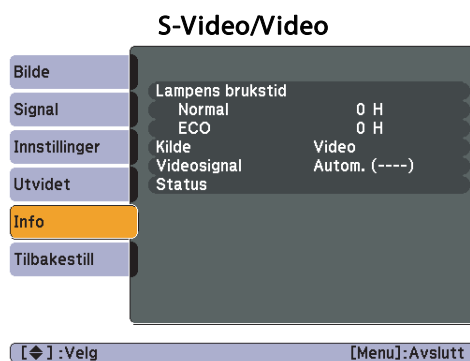 S-Video/Video
Bilde
Signal
Innstillinger
Utvidet
Info
Tilbakestill
Lampens brukstid
Normal 0 H
ECO 0 H
Kilde Video
Videosignal Autom. (----)
Status
[◆] :Velg [Menu]:Avslutt